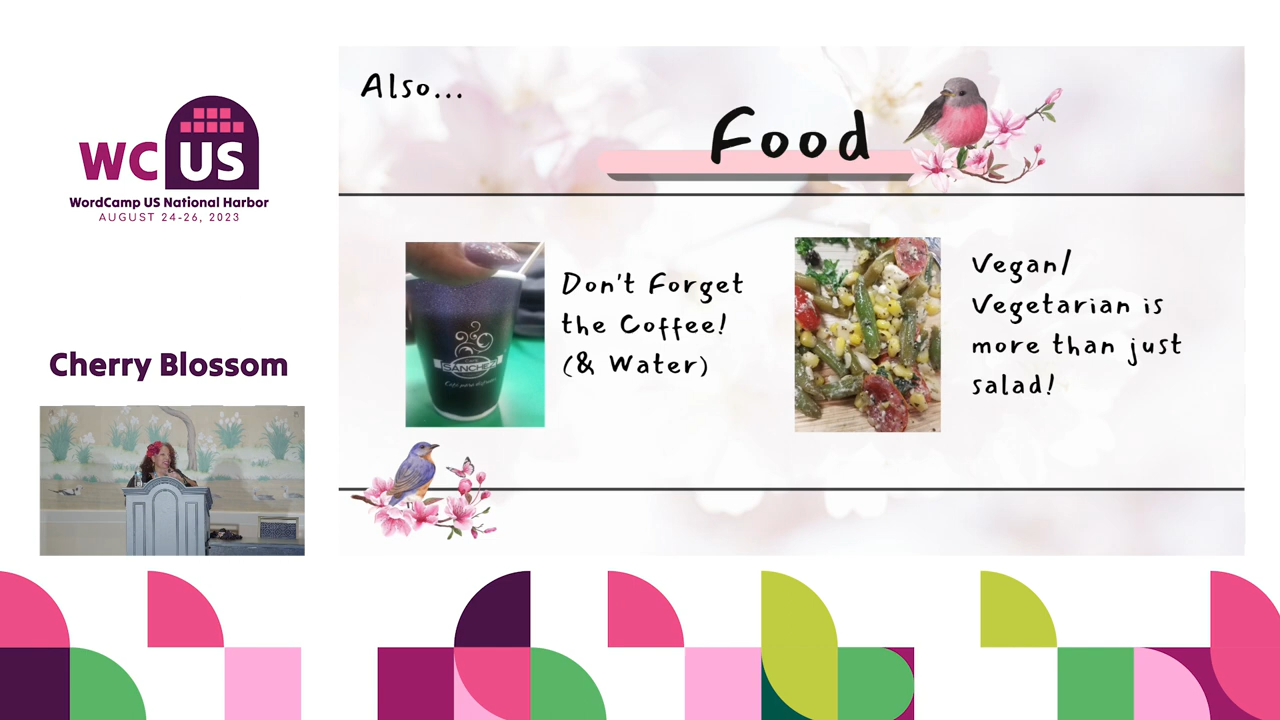 WC US
WordCamp US National Harbor
AUGUST 24-26, 2023
Cherry Blossom
Also...
Food
SANCHEZ
Don't Forget
the Coffee!
(& Water)
Vegan/
Vegetarian is
more than just
salad!